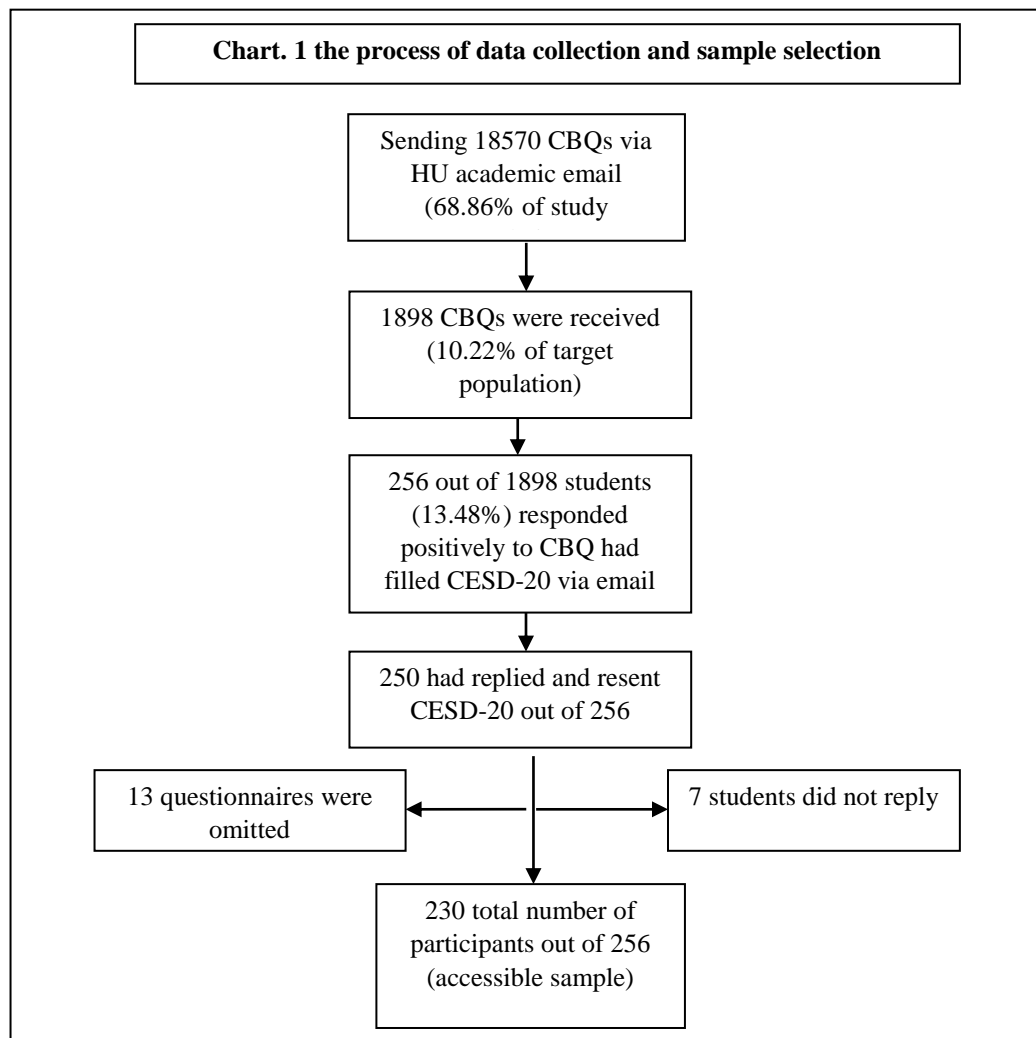 Chart. 1 the process of data collection and sample selection
Sending 18570 CBQs via
HU academic email
(68.86% of study
1898 CBQs were received
(10.22% of target
population)
256 out of 1898 students
(13.48%) responded
positively to CBQ had
filled CESD-20 via email
250 had replied and resent
CESD-20 out of 256
13 questionnaires were
omitted
7 students did not reply
230 total number of
participants out of 256
(accessible sample)